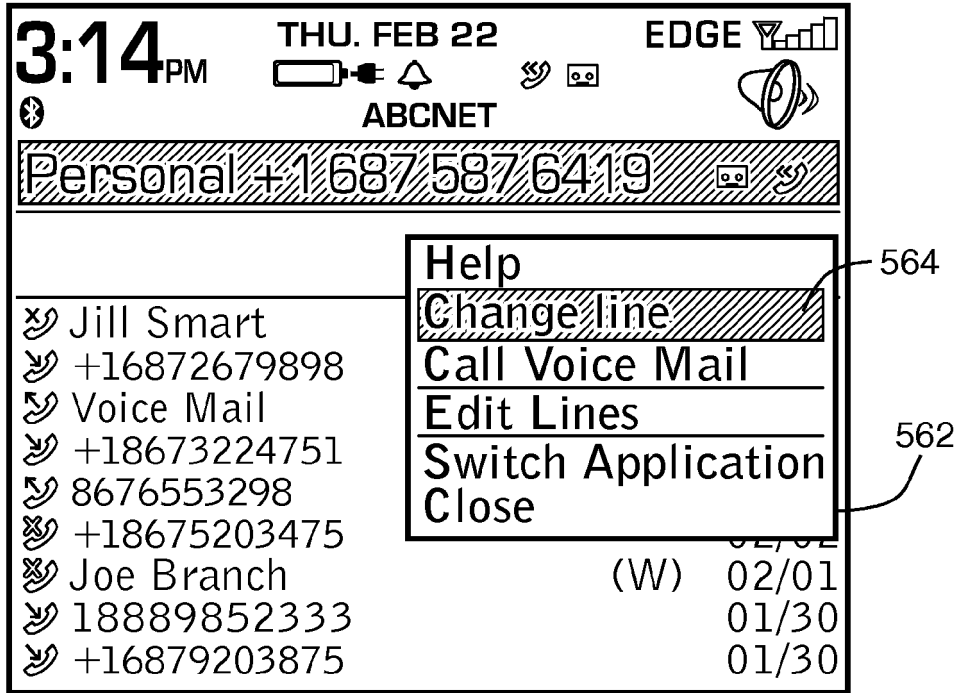 3:14PM THU. FEB 22 EDGE
ABCNET
Personal +1 687 587 6419
Help
Change line
Call Voice Mail
Edit Lines
Switch Application
Close
564
562
Jill Smart
+16872679898
Voice Mail
+18673224751
8676553298
+18675203475
Joe Branch (W) 02/01
18889852333 01/30
+16879203875 01/30